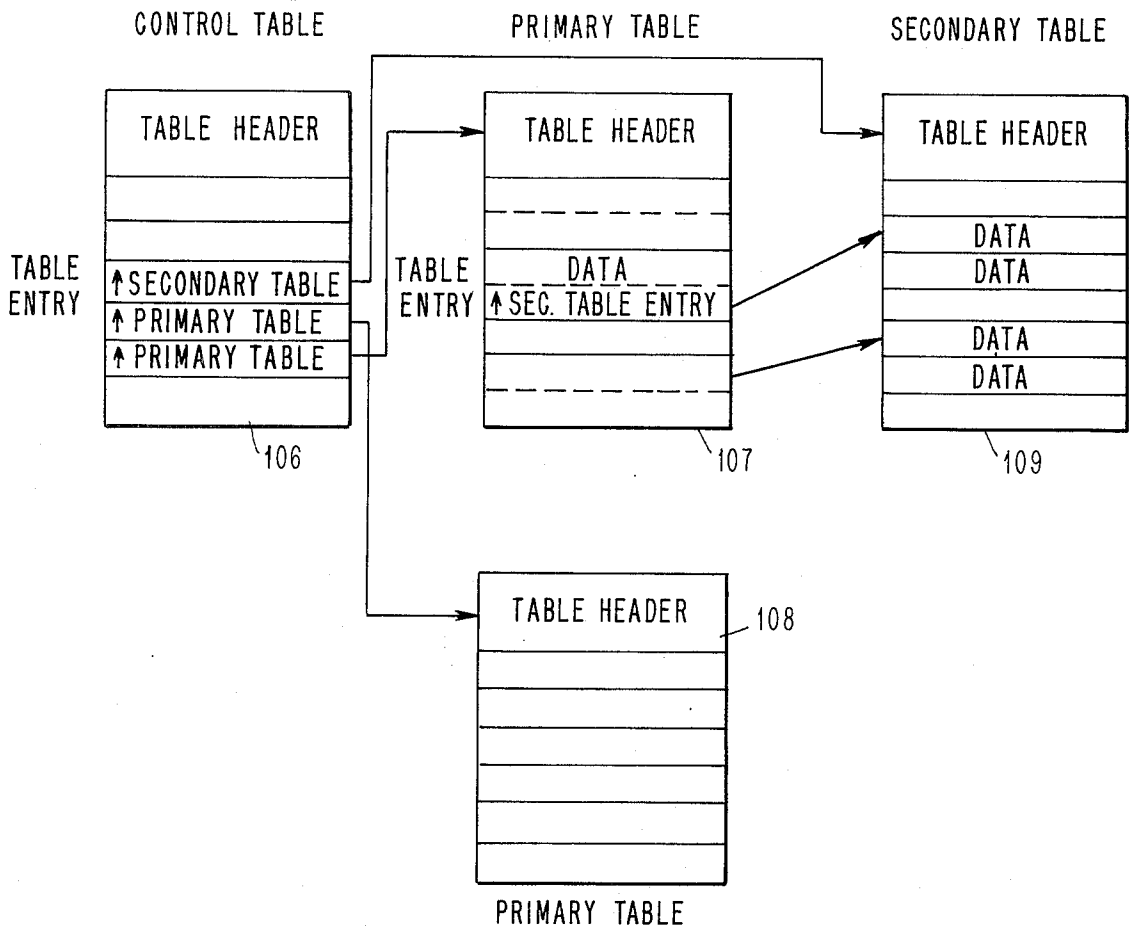 CONTROL TABLE
PRIMARY TABLE
SECONDARY TABLE
TABLE HEADER
TABLE HEADER
TABLE HEADER
TABLE
ENTRY
↑SECONDARY TABLE
↑ PRIMARY TABLE
↑ PRIMARY TABLE
106
TABLE
ENTRY
DATA
↑SEC. TABLE ENTRY
107
DATA
DATA
DATA
DATA
109
TABLE HEADER
108
PRIMARY TABLE